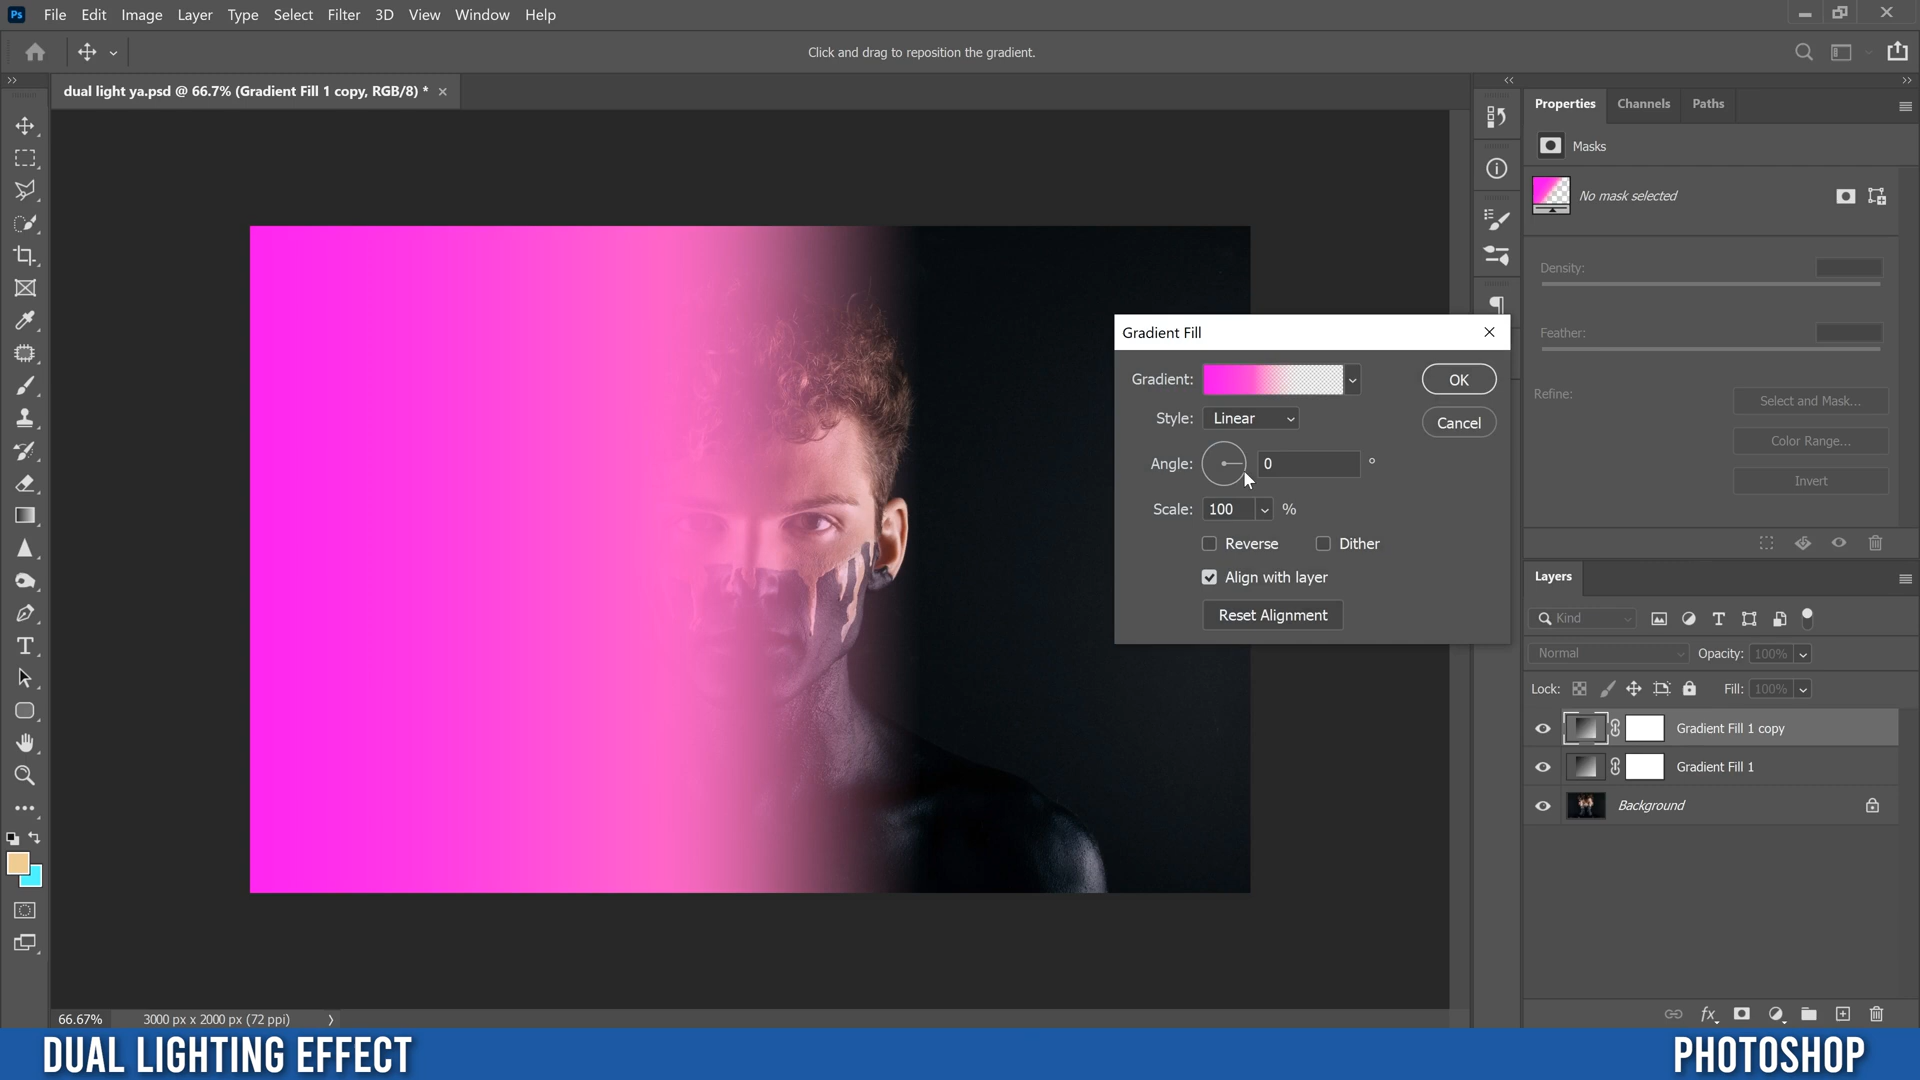 Ps File Edit Image Layer Type Select Filter 3D View Window Help
Click and drag to reposition the gradient.
dual light ya.psd @ 66.7% (Gradient Fill 1 copy, RGB/8) *
Properties Channels Paths
Masks
No mask selected
Density:
Feather:
Refine:
Select and Mask...
Color Range...
Invert
Gradient Fill
Gradient:
OK
Style: Linear
Cancel
Angle: 0 °
Scale: 100 %
Reverse Dither
Align with layer
Reset Alignment
Layers
Kind
Normal Opacity: 100%
Lock: Fill: 100%
Gradient Fill 1 copy
Gradient Fill 1
Background
66.67% 3000 px x 2000 px (72 ppi)
DUAL LIGHTING EFFECT
PHOTOSHOP